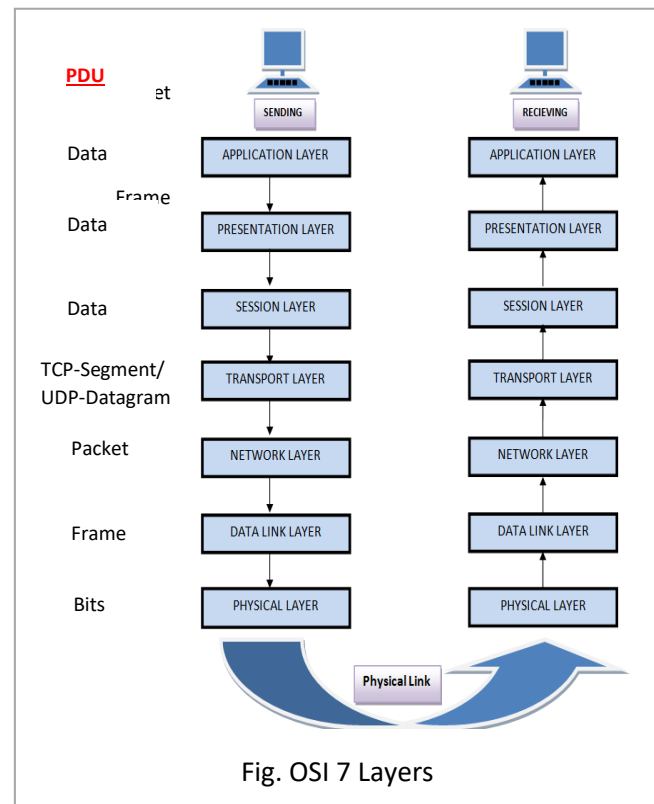 PDU
et
SENDING
RECIEVING
Data
APPLICATION LAYER
APPLICATION LAYER
Frame
Data
PRESENTATION LAYER
PRESENTATION LAYER
Data
SESSION LAYER
SESSION LAYER
TCP-Segment/
UDP-Datagram
TRANSPORT LAYER
TRANSPORT LAYER
Packet
NETWORK LAYER
NETWORK LAYER
Frame
DATA LINK LAYER
DATA LINK LAYER
Bits
PHYSICAL LAYER
PHYSICAL LAYER
Physical Link
Fig. OSI 7 Layers